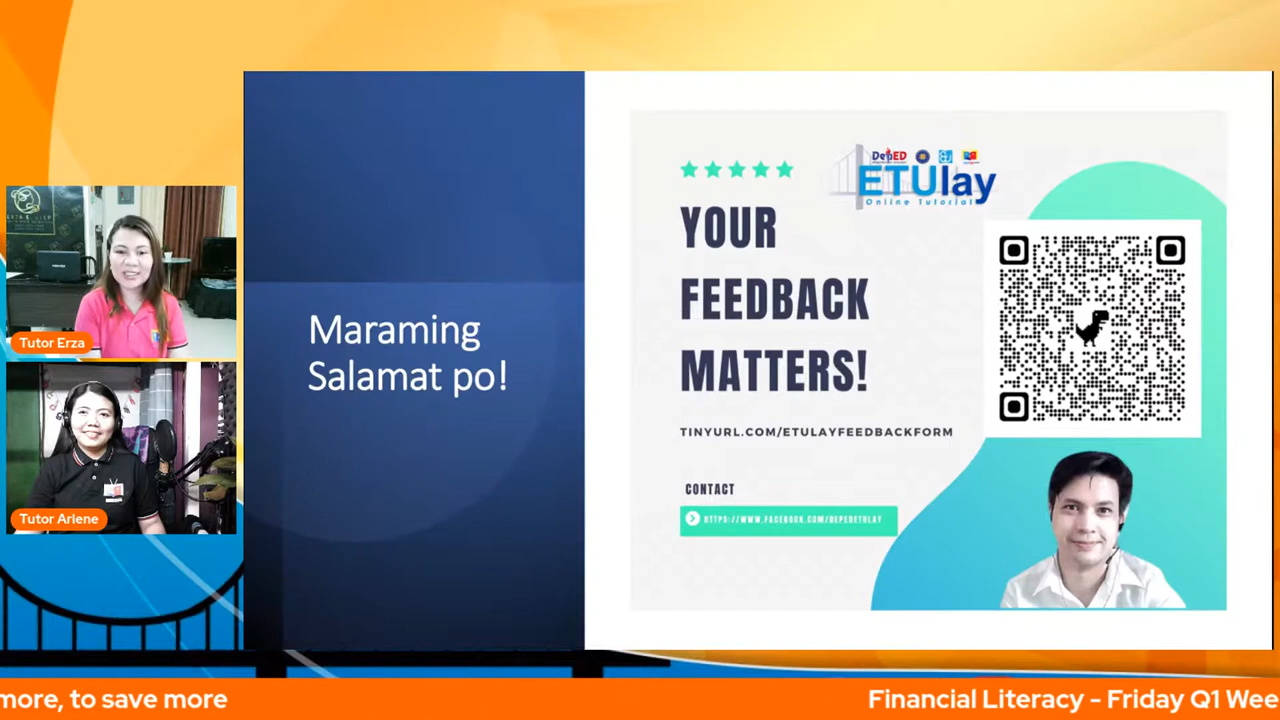 Tutor Erza
Tutor Arlene
Maraming
Salamat po!
DepED
ETUlay
Online Tutorial
YOUR
FEEDBACK
MATTERS!
TINYURL.COM/ETULAYFEEDBACKFORM
CONTACT
HTTPS://WWW.FACEBOOK.COM/DEPEDETULAY
more, to save more
Financial Literacy - Friday Q1 Wee